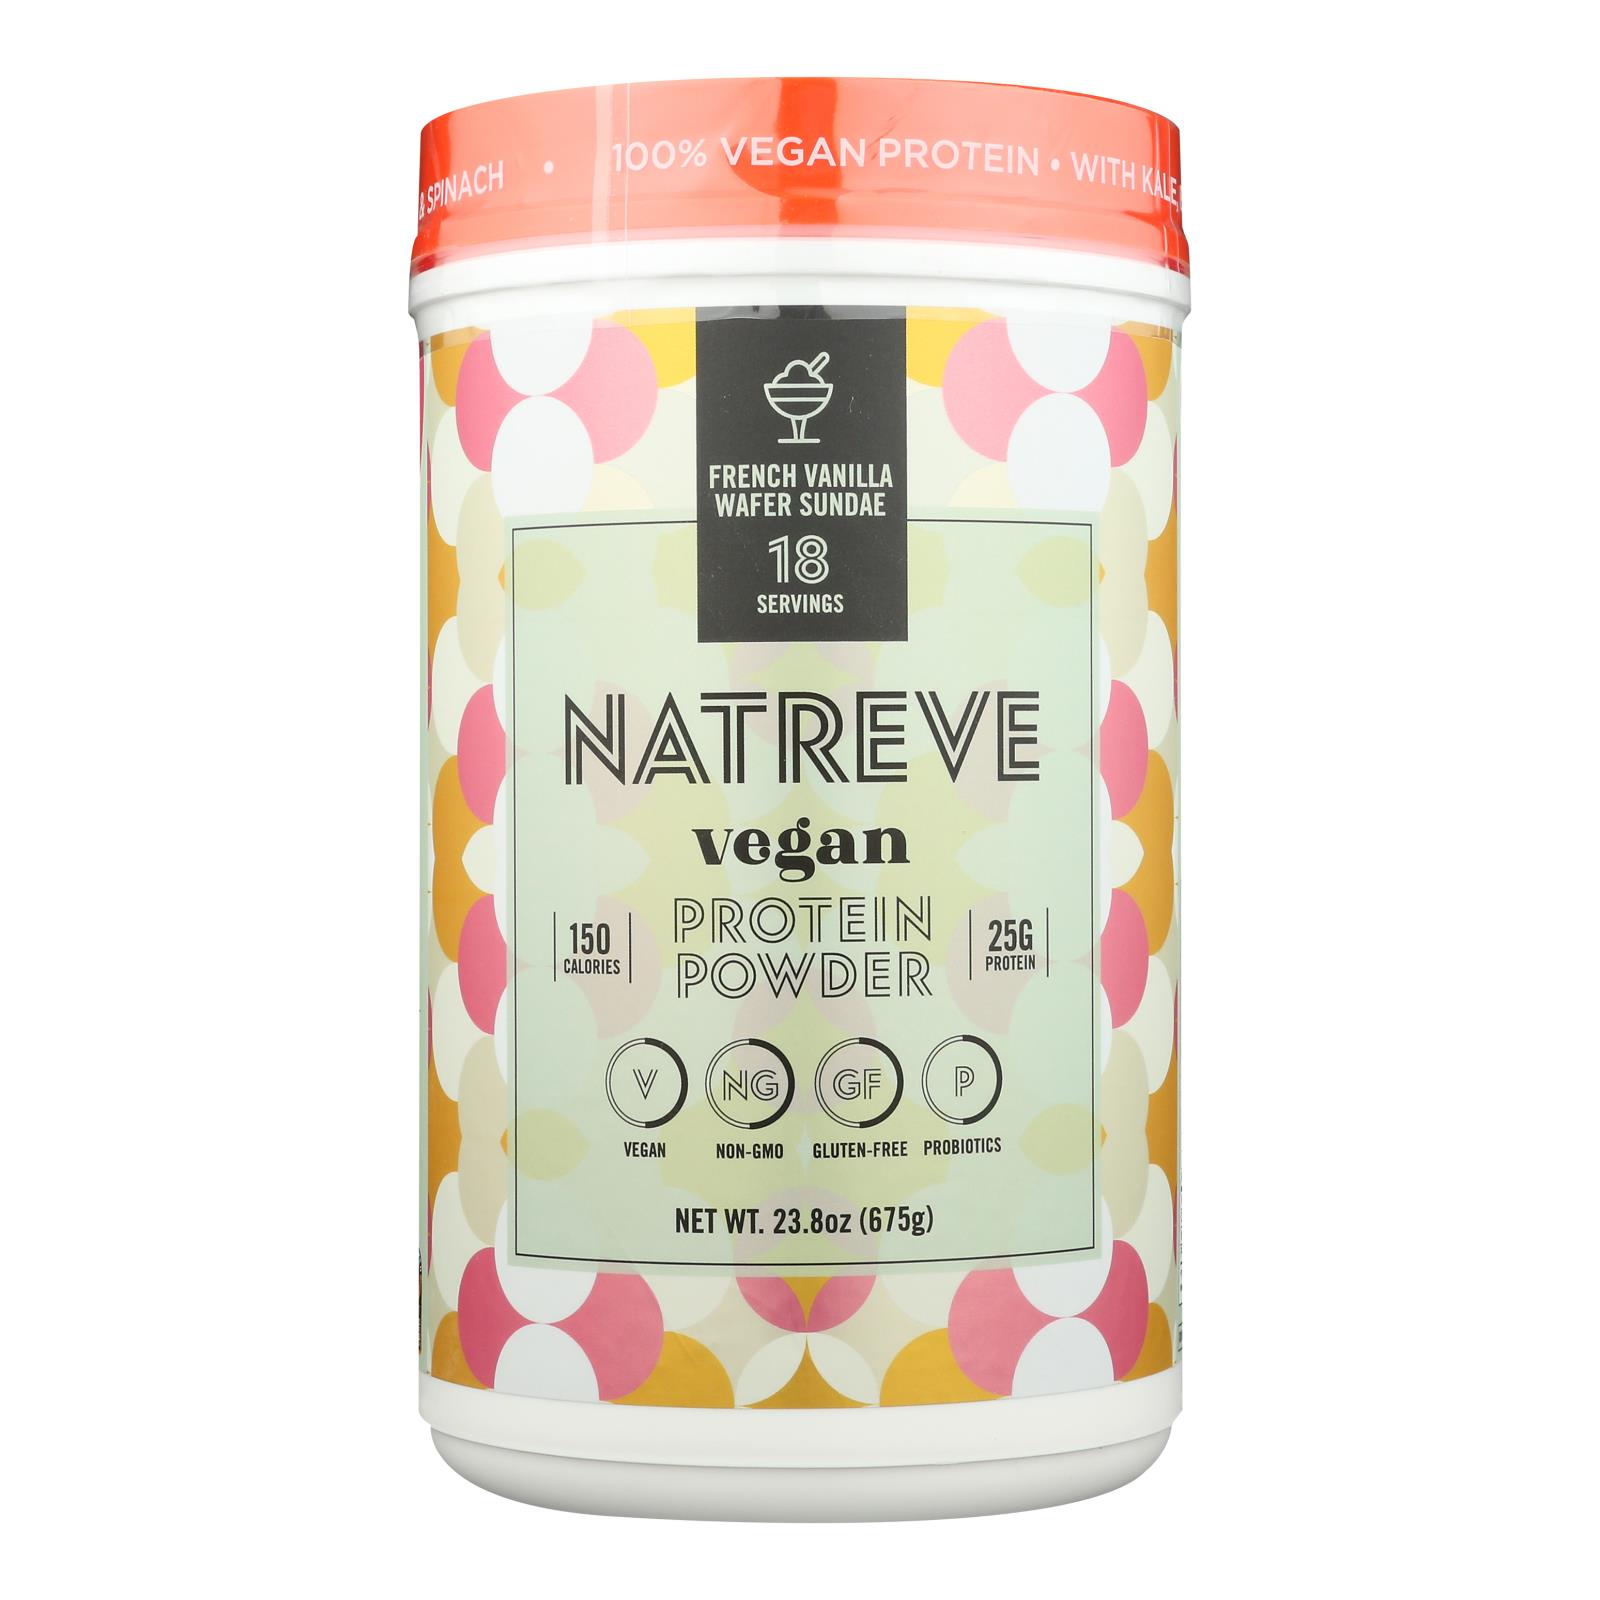 & SPINACH • 100% VEGAN PROTEIN • WITH KALE,
FRENCH VANILLA
WAFER SUNDAE
18
SERVINGS
NATREVE
vegan
PROTEIN
POWDER
150
CALORIES
25G
PROTEIN
V NG GF P
VEGAN NON-GMO GLUTEN-FREE PROBIOTICS
NET WT. 23.8oz (675g)